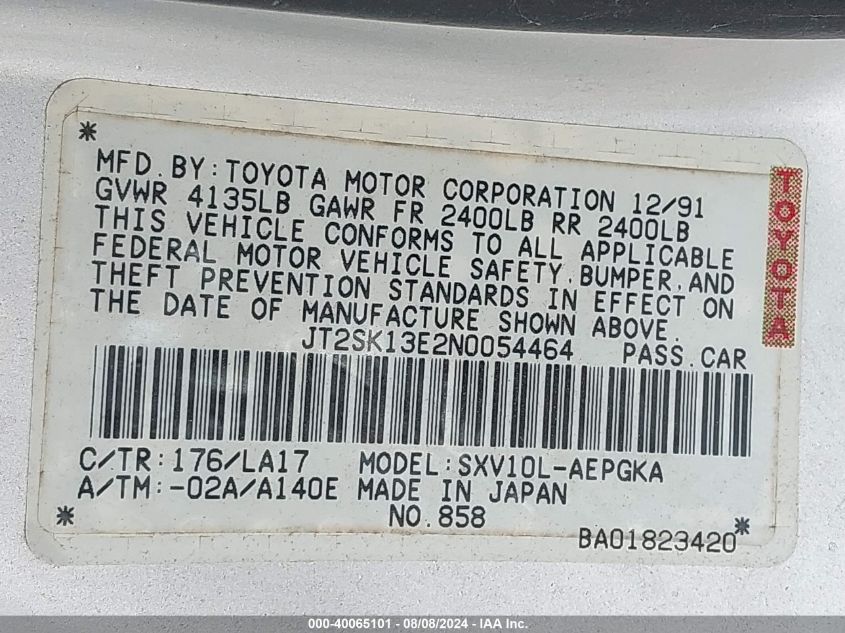 *
MFD.BY:TOYOTA MOTOR CORPORATION 12/91
GVWR 4135LB GAWR FR 2400LB RR 2400LB
THIS VEHICLE CONFORMS TO ALL APPLICABLE
FEDERAL MOTOR VEHICLE SAFETY,BUMPER,AND
THEFT PREVENTION STANDARDS IN EFFECT ON
THE DATE OF MANUFACTURE SHOWN ABOVE.
JT2SK13E2N0054464 PASS.CAR
TOYOTA
C/TR:176/LA17 MODEL:SXV10L-AEPGKA
A/TM:-02A/A140E MADE IN JAPAN
* NO.858 *
BA01823420
000-40065101 - 08/08/2024 - IAA Inc.